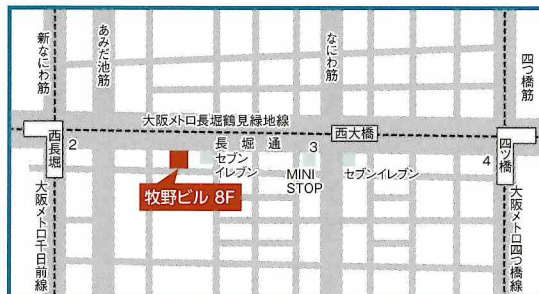 新なにわ筋
あみだ池筋
なにわ筋
四つ橋筋
大阪メトロ長堀鶴見緑地線
西長堀
2
長堀通
3
西大橋
四ツ橋
4
セブン
イレブン
MINI
STOP
セブンイレブン
牧野ビル 8F
大阪メトロ千日前線
大阪メトロ四つ橋線